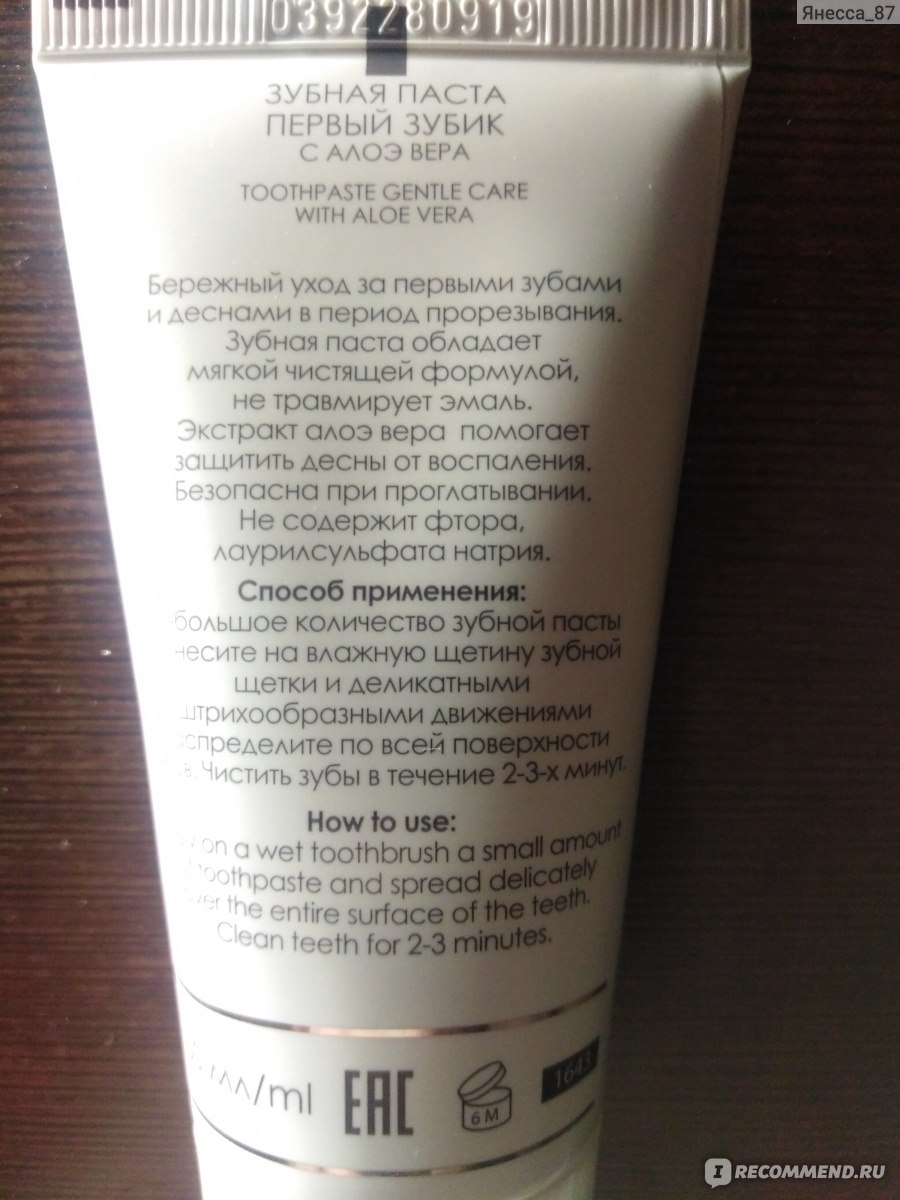 Янесса_87
0392280919
ЗУБНАЯ ПАСТА
ПЕРВЫЙ ЗУБИК
С АЛОЭ ВЕРА
TOOTHPASTE GENTLE CARE
WITH ALOE VERA
Бережный уход за первыми зубами
и деснами в период прорезывания.
Зубная паста обладает
мягкой чистящей формулой,
не травмирует эмаль.
Экстракт алоэ вера помогает
защитить десны от воспаления.
Безопасна при проглатывании.
Не содержит фтора,
лаурилсульфата натрия.
Способ применения:
большое количество зубной пасты
несите на влажную щетину зубной
щетки и деликатными
штрихообразными движениями
спределите по всей поверхности
в. Чистить зубы в течение 2-3-х минут.
How to use:
on a wet toothbrush a small amount
toothpaste and spread delicately
ver the entire surface of the teeth.
Clean teeth for 2-3 minutes.
мл/ml EAC 6 M 1643
IRECOMMEND.RU